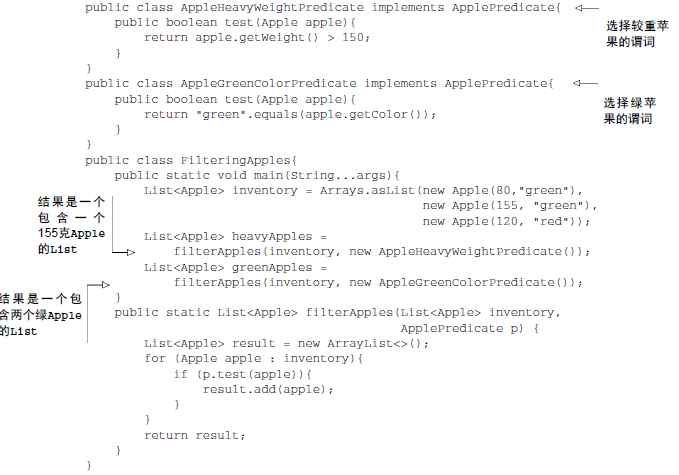 public class AppleHeavyWeightPredicate implements ApplePredicate{
public boolean test(Apple apple){
return apple.getWeight() > 150;
}
}
选择较重苹
果的谓词
public class AppleGreenColorPredicate implements ApplePredicate{
public boolean test(Apple apple){
return "green".equals(apple.getColor());
}
}
选择绿苹
果的谓词
public class FilteringApples{
public static void main(String...args){
List<Apple> inventory = Arrays.asList(new Apple(80,"green"),
new Apple(155, "green"),
new Apple(120, "red"));
结果是一个
包含一个
155克Apple
的List
List<Apple> heavyApples =
filterApples(inventory, new AppleHeavyWeightPredicate());
List<Apple> greenApples =
filterApples(inventory, new AppleGreenColorPredicate());
}
结果是一个包
含两个绿Apple
的List
public static List<Apple> filterApples(List<Apple> inventory,
ApplePredicate p) {
List<Apple> result = new ArrayList<>();
for (Apple apple : inventory){
if (p.test(apple)){
result.add(apple);
}
}
return result;
}
}